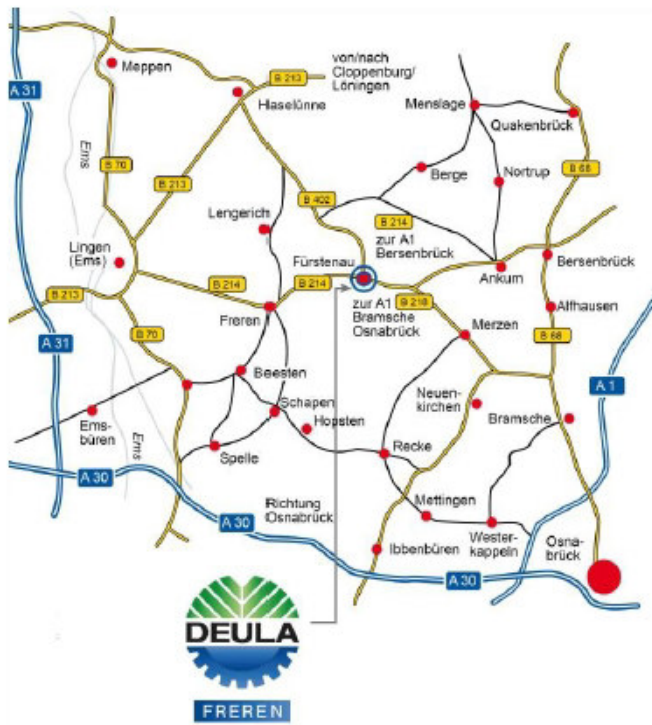 Meppen
A 31
Haselünne
B 213
von/nach
Cloppenburg/
Löningen
Menslage
Quakenbrück
Ems
B 70
B 213
Berge
Nortrup
B 68
Lengerich
B 402
B 214
zur A1
Bersenbrück
Lingen
(Ems)
Fürstenau
Ankum
Bersenbrück
B 213
B 214
B 214
Freren
zur A1
Bramsche
Osnabrück
B 218
Merzen
Alfhausen
B 70
A 31
B 68
Beesten
A 1
Neuen-
kirchen
Bramsche
Ems-
büren
Schapen
Hopsten
Ems
Spelle
Recke
A 30
Richtung
Osnabrück
A 30
Mettingen
Wester-
kappeln
Osna-
brück
Ibbenbüren
A 30
DEULA
FREREN